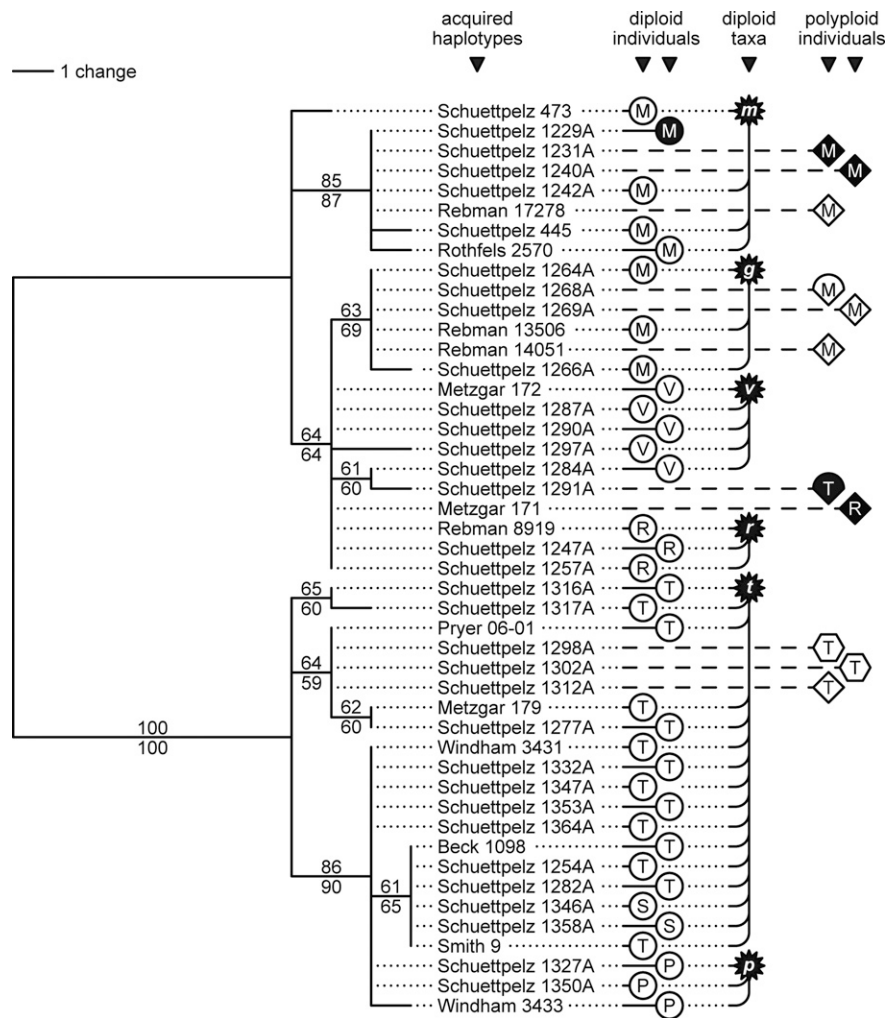 acquired haplotypes diploid individuals diploid taxa polyploid individuals
1 change
Schuettpelz 473 M m
Schuettpelz 1229A M
Schuettpelz 1231A M
Schuettpelz 1240A M
85
87
Schuettpelz 1242A M
Rebman 17278 M
Schuettpelz 445 M
Rothfels 2570 M
Schuettpelz 1264A M g
Schuettpelz 1268A M
Schuettpelz 1269A M
63
69
Rebman 13506 M
Rebman 14051 M
Schuettpelz 1266A M
Metzgar 172 V v
Schuettpelz 1287A V
Schuettpelz 1290A V
64
64
Schuettpelz 1297A V
Schuettpelz 1284A V
61
60
Schuettpelz 1291A T
Metzgar 171 R
Rebman 8919 R r
Schuettpelz 1247A R
Schuettpelz 1257A R
65
60
Schuettpelz 1316A T t
Schuettpelz 1317A T
Pryer 06-01 T
Schuettpelz 1298A T
64
59
Schuettpelz 1302A T
Schuettpelz 1312A T
62
60
Metzgar 179 T
Schuettpelz 1277A T
100
100
Windham 3431 T
Schuettpelz 1332A T
Schuettpelz 1347A T
Schuettpelz 1353A T
Schuettpelz 1364A T
Beck 1098 T
Schuettpelz 1254A T
86
90
61
65
Schuettpelz 1282A T
Schuettpelz 1346A S
Schuettpelz 1358A S
Smith 9 T
Schuettpelz 1327A P p
Schuettpelz 1350A P
Windham 3433 P